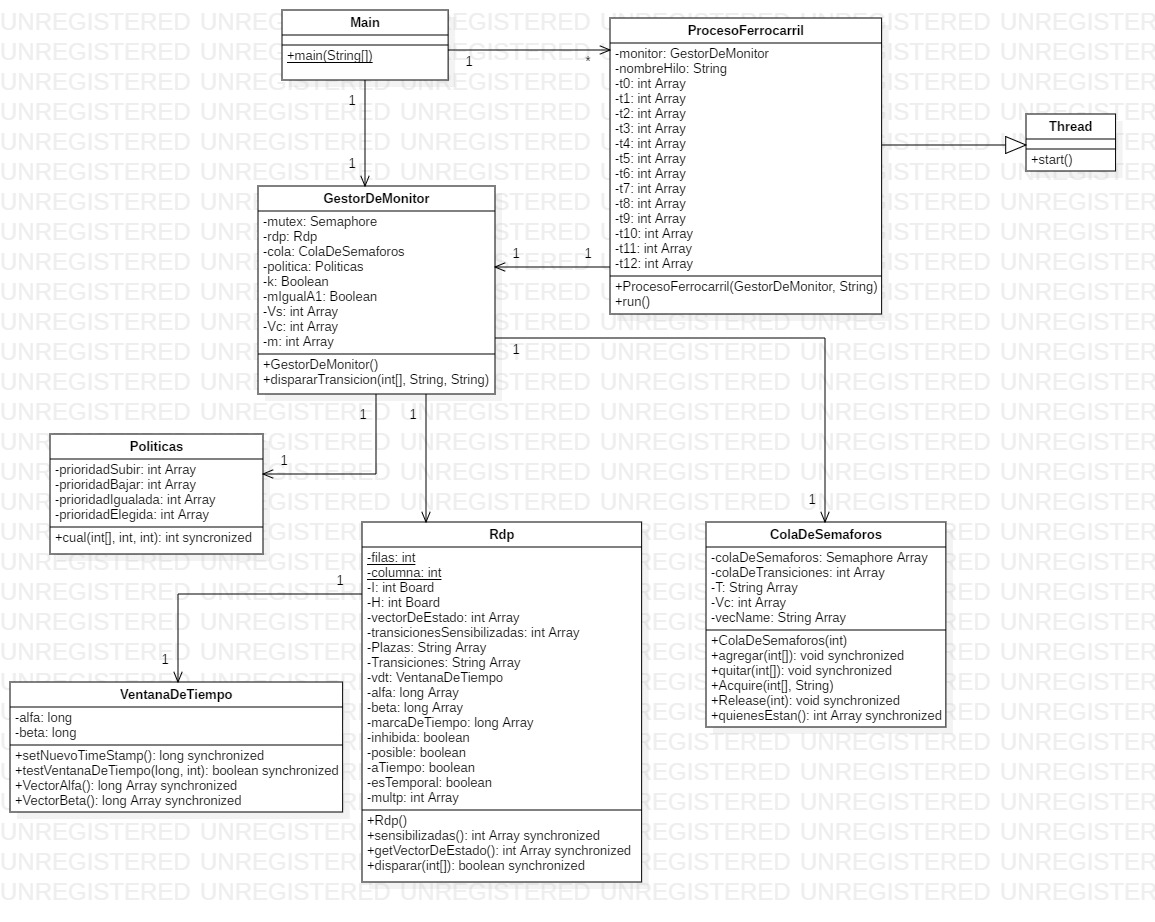 Main
+main(String[])
1
*
1
1
ProcesoFerrocarril
-monitor: GestorDeMonitor
-nombreHilo: String
-t0: int Array
-t1: int Array
-t2: int Array
-t3: int Array
-t4: int Array
-t5: int Array
-t6: int Array
-t7: int Array
-t8: int Array
-t9: int Array
-t10: int Array
-t11: int Array
-t12: int Array
+ProcesoFerrocarril(GestorDeMonitor, String)
+run()
Thread
+start()
GestorDeMonitor
-mutex: Semaphore
-rdp: Rdp
-cola: ColaDeSemaforos
-politica: Politicas
-k: Boolean
-mIgualA1: Boolean
-Vs: int Array
-Vc: int Array
-m: int Array
+GestorDeMonitor()
+dispararTransicion(int[], String, String)
1
1
1
1
1
1
1
Politicas
-prioridadSubir: int Array
-prioridadBajar: int Array
-prioridadIgualada: int Array
-prioridadElegida: int Array
+cual(int[], int, int): int syncronized
Rdp
-filas: int
-columna: int
-I: int Board
-H: int Board
-vectorDeEstado: int Array
-transicionesSensibilizadas: int Array
-Plazas: String Array
-Transiciones: String Array
-vdt: VentanaDeTiempo
-alfa: long Array
-beta: long Array
-marcaDeTiempo: long Array
-inhibida: boolean
-posible: boolean
-aTiempo: boolean
-esTemporal: boolean
-multp: int Array
+Rdp()
+sensibilizadas(): int Array synchronized
+getVectorDeEstado(): int Array synchronized
+disparar(int[]): boolean synchronized
ColaDeSemaforos
-colaDeSemaforos: Semaphore Array
-colaDeTransiciones: int Array
-T: String Array
-Vc: int Array
-vecName: String Array
+ColaDeSemaforos(int)
+agregar(int[]): void synchronized
+quitar(int[]): void synchronized
+Acquire(int[], String)
+Release(int): void synchronized
+quienesEstan(): int Array synchronized
1
1
VentanaDeTiempo
-alfa: long
-beta: long
+setNuevoTimeStamp(): long synchronized
+testVentanaDeTiempo(long, int): boolean synchronized
+VectorAlfa(): long Array synchronized
+VectorBeta(): long Array synchronized
UNREGISTERED